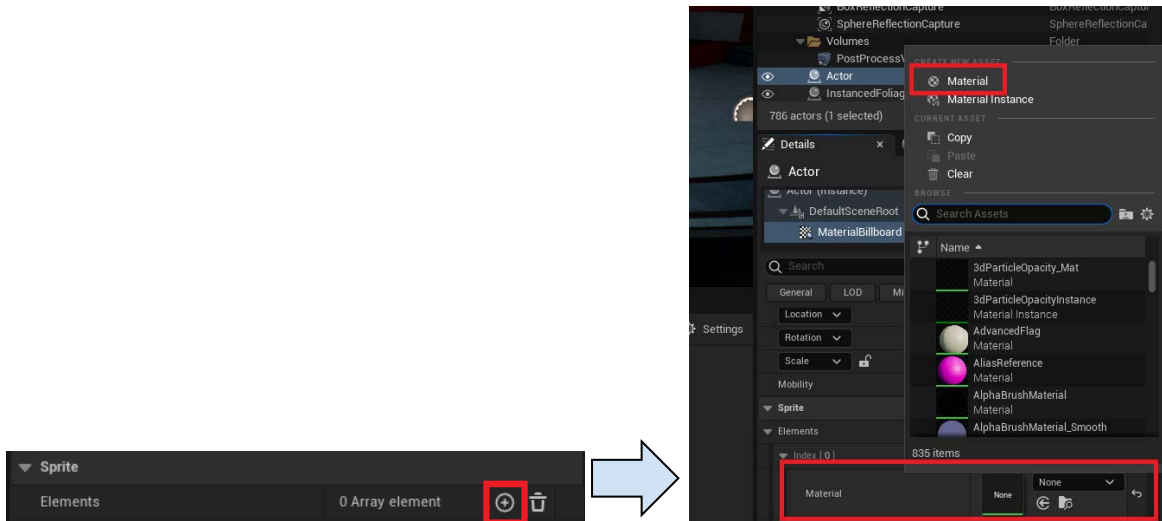 Sprite
Elements 0 Array element
BoxReflectionCapture BoxReflectionCaptur
SphereReflectionCapture SphereReflectionCa
Volumes Folder
PostProcessV
Actor
InstancedFoliag
786 actors (1 selected)
CREATE NEW ASSET
Material
Material Instance
CURRENT ASSET
Copy
Paste
Clear
BROWSE
Search Assets
Name
3dParticleOpacity_Mat
Material
3dParticleOpacityInstance
Material Instance
AdvancedFlag
Material
AliasReference
Material
AlphaBrushMaterial
Material
AlphaBrushMaterial_Smooth
835 items
Details
Actor
Actor (Instance)
DefaultSceneRoot
MaterialBillboard
Search
General LOD Mi
Location
Settings
Rotation
Scale
Mobility
Sprite
Elements
Index [ 0 ]
Material None None